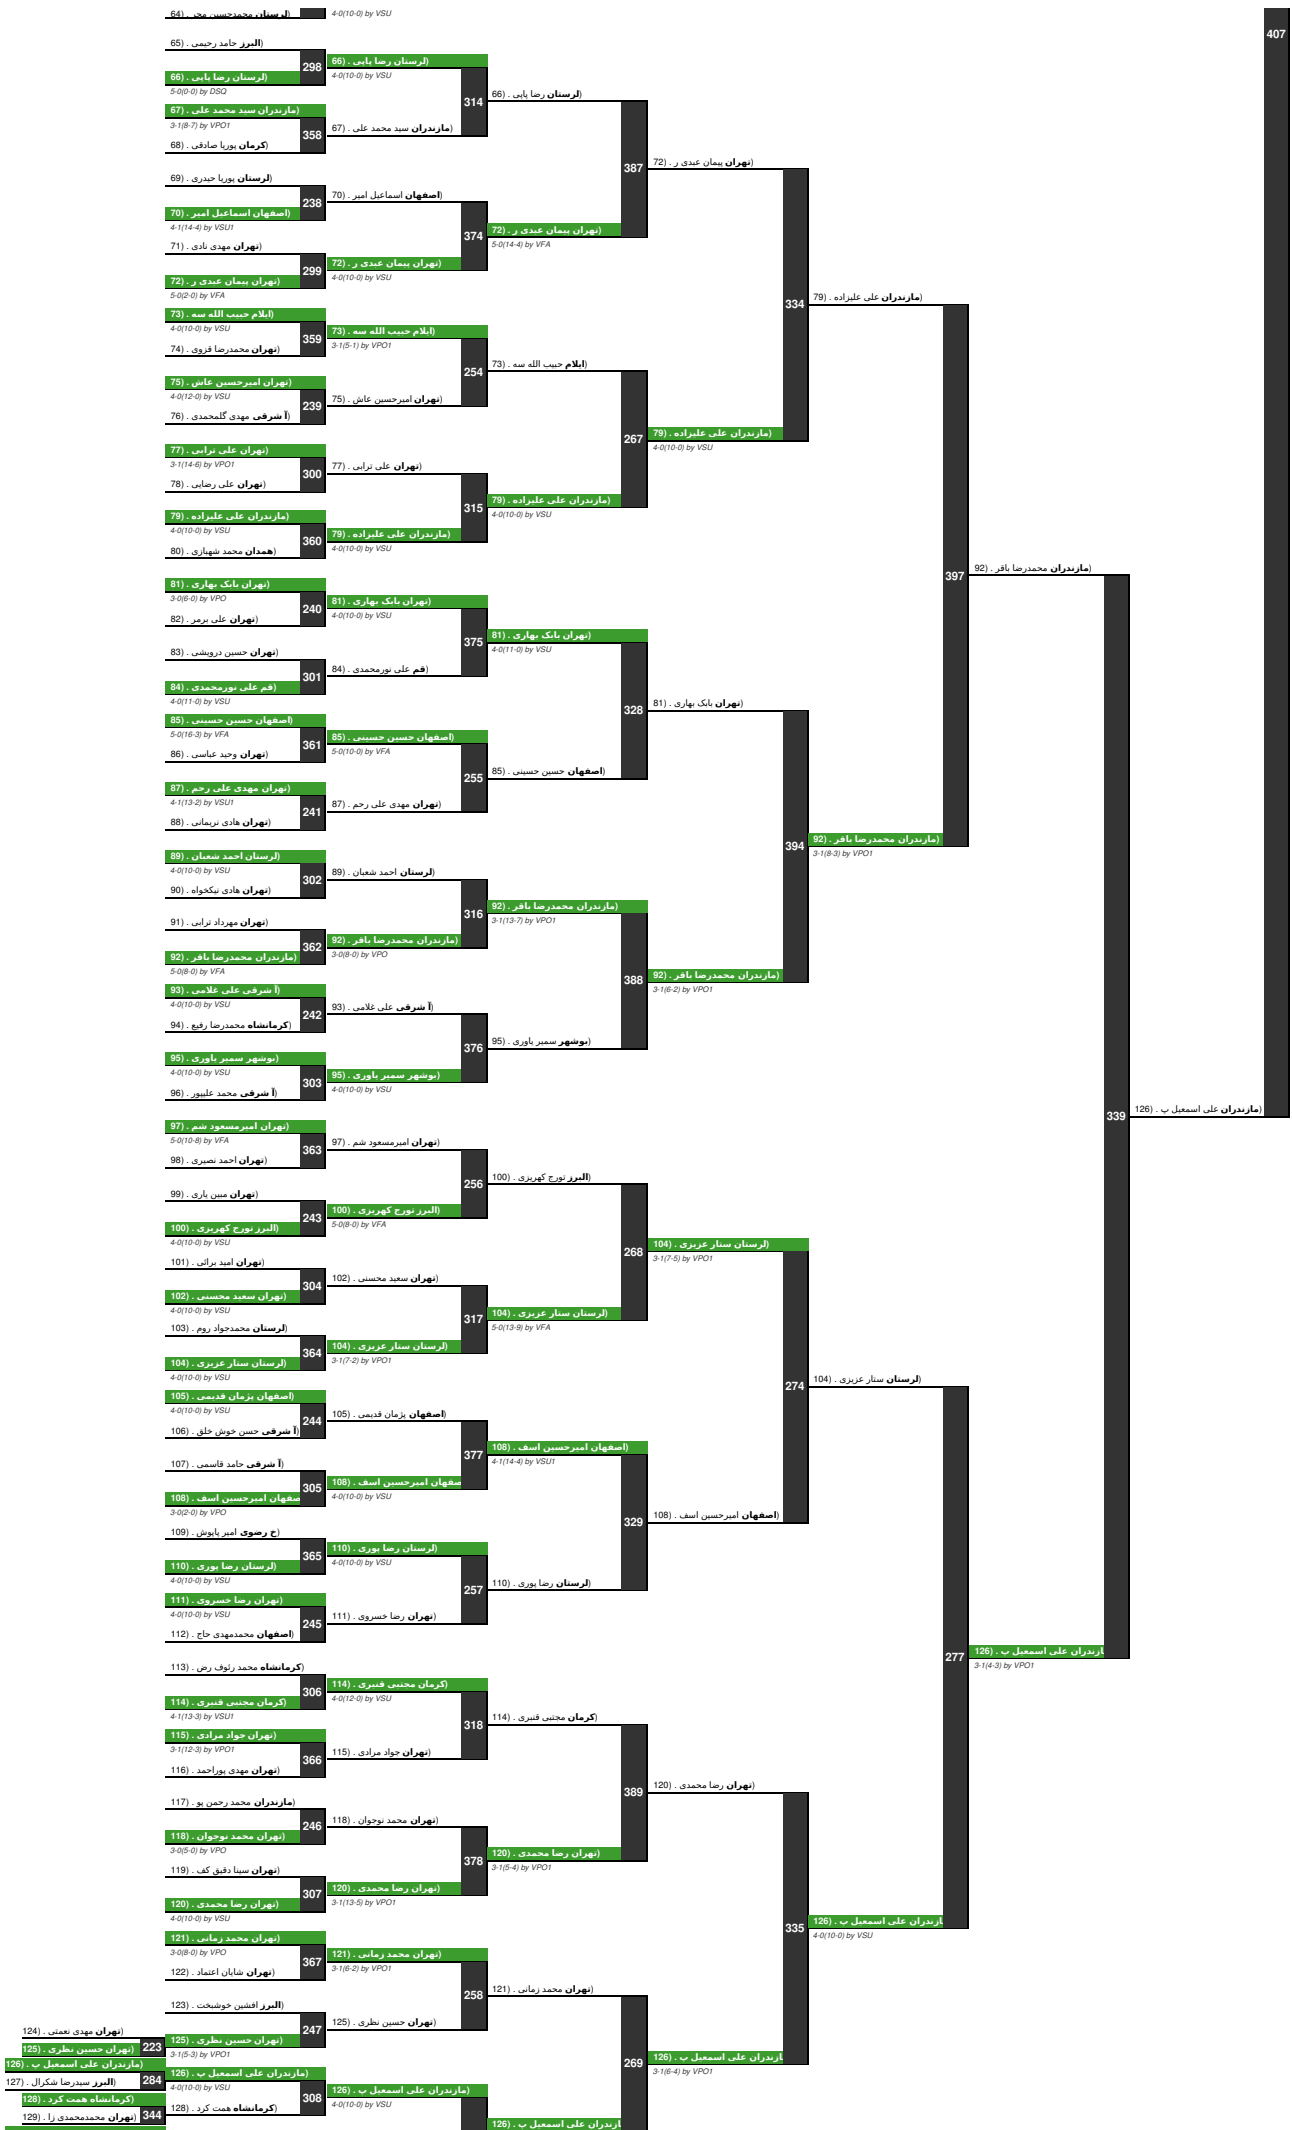 64) . لرستان محمدحسین محر)
4-0(10-0) by VSU
407
65) . البرز حامد رحیمی)
298
66) . لرستان رضا پاپی)
5-0(0-0) by DSQ
66) . لرستان رضا پاپی)
4-0(10-0) by VSU
314
67) . مازندران سید محمد علی)
3-1(8-7) by VPO1
358
68) . کرمان پوریا صادقی)
67) . مازندران سید محمد علی)
66) . لرستان رضا پاپی)
387
72) . تهران پیمان عبدی ر)
69) . لرستان پوریا حیدری)
238
70) . اصفهان اسماعیل امیر)
4-1(14-4) by VSU1
70) . اصفهان اسماعیل امیر)
374
72) . تهران پیمان عبدی ر)
5-0(14-4) by VFA
71) . تهران مهدی نادی)
299
72) . تهران پیمان عبدی ر)
5-0(2-0) by VFA
72) . تهران پیمان عبدی ر)
4-0(10-0) by VSU
334
79) . مازندران علی علیزاده)
73) . ایلام حبیب الله سه)
4-0(10-0) by VSU
359
74) . تهران محمدرضا قزوی)
73) . ایلام حبیب الله سه)
3-1(5-1) by VPO1
254
73) . ایلام حبیب الله سه)
75) . تهران امیرحسین عاش)
4-0(12-0) by VSU
239
76) . آ شرقی مهدی گلمحمدی)
75) . تهران امیرحسین عاش)
267
79) . مازندران علی علیزاده)
4-0(10-0) by VSU
77) . تهران علی ترابی)
3-1(14-6) by VPO1
300
78) . تهران علی رضایی)
77) . تهران علی ترابی)
315
79) . مازندران علی علیزاده)
4-0(10-0) by VSU
79) . مازندران علی علیزاده)
4-0(10-0) by VSU
360
80) . همدان محمد شهبازی)
79) . مازندران علی علیزاده)
4-0(10-0) by VSU
397
92) . مازندران محمدرضا باقر)
81) . تهران بابک بهاری)
3-0(6-0) by VPO
240
82) . تهران علی برمر)
81) . تهران بابک بهاری)
4-0(10-0) by VSU
375
81) . تهران بابک بهاری)
4-0(11-0) by VSU
83) . تهران حسین درویشی)
301
84) . قم علی نورمحمدی)
4-0(11-0) by VSU
84) . قم علی نورمحمدی)
328
81) . تهران بابک بهاری)
85) . اصفهان حسین حسینی)
5-0(16-3) by VFA
361
86) . تهران وحید عباسی)
85) . اصفهان حسین حسینی)
5-0(10-0) by VFA
255
85) . اصفهان حسین حسینی)
87) . تهران مهدی علی رحم)
4-1(13-2) by VSU1
241
88) . تهران هادی نریمانی)
87) . تهران مهدی علی رحم)
394
92) . مازندران محمدرضا باقر)
3-1(8-3) by VPO1
89) . لرستان احمد شعبان)
4-0(10-0) by VSU
302
90) . تهران هادی نیکخواه)
89) . لرستان احمد شعبان)
316
92) . مازندران محمدرضا باقر)
3-1(13-7) by VPO1
91) . تهران مهرداد ترابی)
362
92) . مازندران محمدرضا باقر)
5-0(8-0) by VFA
92) . مازندران محمدرضا باقر)
3-0(8-0) by VPO
388
92) . مازندران محمدرضا باقر)
3-1(6-2) by VPO1
93) . آ شرقی علی غلامی)
4-0(10-0) by VSU
242
94) . کرمانشاه محمدرضا رفیع)
93) . آ شرقی علی غلامی)
376
95) . بوشهر سمیر یاوری)
95) . بوشهر سمیر یاوری)
4-0(10-0) by VSU
303
96) . آ شرقی محمد علیپور)
95) . بوشهر سمیر یاوری)
4-0(10-0) by VSU
339
126) . مازندران علی اسمعیل پ)
97) . تهران امیرمسعود شم)
5-0(10-8) by VFA
363
98) . تهران احمد نصیری)
97) . تهران امیرمسعود شم)
256
100) . البرز تورج کهریزی)
99) . تهران مبین یاری)
243
100) . البرز تورج کهریزی)
4-0(10-0) by VSU
100) . البرز تورج کهریزی)
5-0(8-0) by VFA
268
104) . لرستان ستار عزیزی)
3-1(7-5) by VPO1
101) . تهران امید برائی)
304
102) . تهران سعید محسنی)
4-0(10-0) by VSU
102) . تهران سعید محسنی)
317
104) . لرستان ستار عزیزی)
5-0(13-9) by VFA
103) . لرستان محمدجواد روم)
364
104) . لرستان ستار عزیزی)
4-0(10-0) by VSU
104) . لرستان ستار عزیزی)
3-1(7-2) by VPO1
274
104) . لرستان ستار عزیزی)
105) . اصفهان پژمان قدیمی)
4-0(10-0) by VSU
244
106) . آ شرقی حسن خوش خلق)
105) . اصفهان پژمان قدیمی)
377
108) . اصفهان امیرحسین اسف)
4-1(14-4) by VSU1
107) . آ شرقی حامد قاسمی)
305
108) . صفهان امیرحسین اسف
3-0(2-0) by VPO
108) . صفهان امیرحسین اسف
4-0(10-0) by VSU
329
108) . اصفهان امیرحسین اسف)
109) . خ رضوی امیر پاپوش)
365
110) . لرستان رضا پوری)
4-0(10-0) by VSU
110) . لرستان رضا پوری)
4-0(10-0) by VSU
257
110) . لرستان رضا پوری)
111) . تهران رضا خسروی)
4-0(10-0) by VSU
245
112) . اصفهان محمدمهدی حاج)
111) . تهران رضا خسروی)
277
126) . ازندران علی اسمعیل پ
3-1(4-3) by VPO1
113) . کرمانشاه محمد رئوف رض)
306
114) . کرمان مجتبی قنبری)
4-1(13-3) by VSU1
114) . کرمان مجتبی قنبری)
4-0(12-0) by VSU
318
114) . کرمان مجتبی قنبری)
115) . تهران جواد مرادی)
3-1(12-3) by VPO1
366
116) . تهران مهدی پوراحمد)
115) . تهران جواد مرادی)
389
120) . تهران رضا محمدی)
117) . مازندران محمد رحمن پو)
246
118) . تهران محمد نوجوان)
3-0(5-0) by VPO
118) . تهران محمد نوجوان)
378
120) . تهران رضا محمدی)
3-1(5-4) by VPO1
119) . تهران سینا دقیق کف)
307
120) . تهران رضا محمدی)
4-0(10-0) by VSU
120) . تهران رضا محمدی)
3-1(13-5) by VPO1
335
126) . ازندران علی اسمعیل پ
4-0(10-0) by VSU
121) . تهران محمد زمانی)
3-0(8-0) by VPO
367
122) . تهران شایان اعتماد)
121) . تهران محمد زمانی)
3-1(6-2) by VPO1
258
121) . تهران محمد زمانی)
123) . البرز افشین خوشبخت)
247
125) . تهران حسین نظری)
3-1(5-3) by VPO1
125) . تهران حسین نظری)
124) . تهران مهدی نعمتی)
223
125) . تهران حسین نظری)
269
126) . ازندران علی اسمعیل پ
3-1(6-4) by VPO1
126) . مازندران علی اسمعیل پ)
284
127) . البرز سیدرضا شکرال)
126) . مازندران علی اسمعیل پ)
4-0(10-0) by VSU
308
128) . کرمانشاه همت کرد)
126) . مازندران علی اسمعیل پ)
4-0(10-0) by VSU
128) . کرمانشاه همت کرد)
344
129) . تهران محمدمحمدی زا)
126) . ازندران علی اسمعیل پ